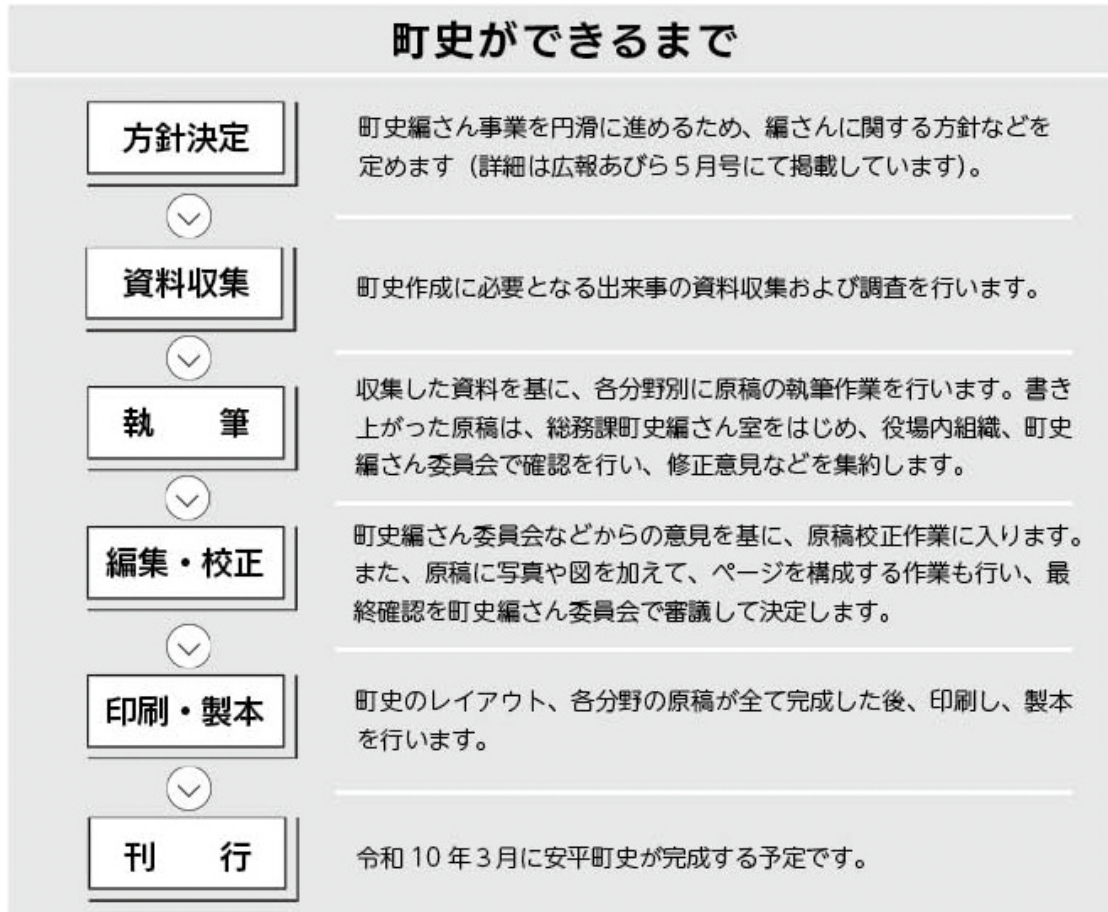 町史ができるまで
方針決定
町史編さん事業を円滑に進めるため、編さんに関する方針などを
定めます（詳細は広報あびら５月号にて掲載しています）。
資料収集
町史作成に必要となる出来事の資料収集および調査を行います。
執　筆
収集した資料を基に、各分野別に原稿の執筆作業を行います。書き
上がった原稿は、総務課町史編さん室をはじめ、役場内組織、町史
編さん委員会で確認を行い、修正意見などを集約します。
編集・校正
町史編さん委員会などからの意見を基に、原稿校正作業に入ります。
また、原稿に写真や図を加えて、ページを構成する作業も行い、最
終確認を町史編さん委員会で審議して決定します。
印刷・製本
町史のレイアウト、各分野の原稿が全て完成した後、印刷し、製本
を行います。
刊　行
令和 10 年３月に安平町史が完成する予定です。